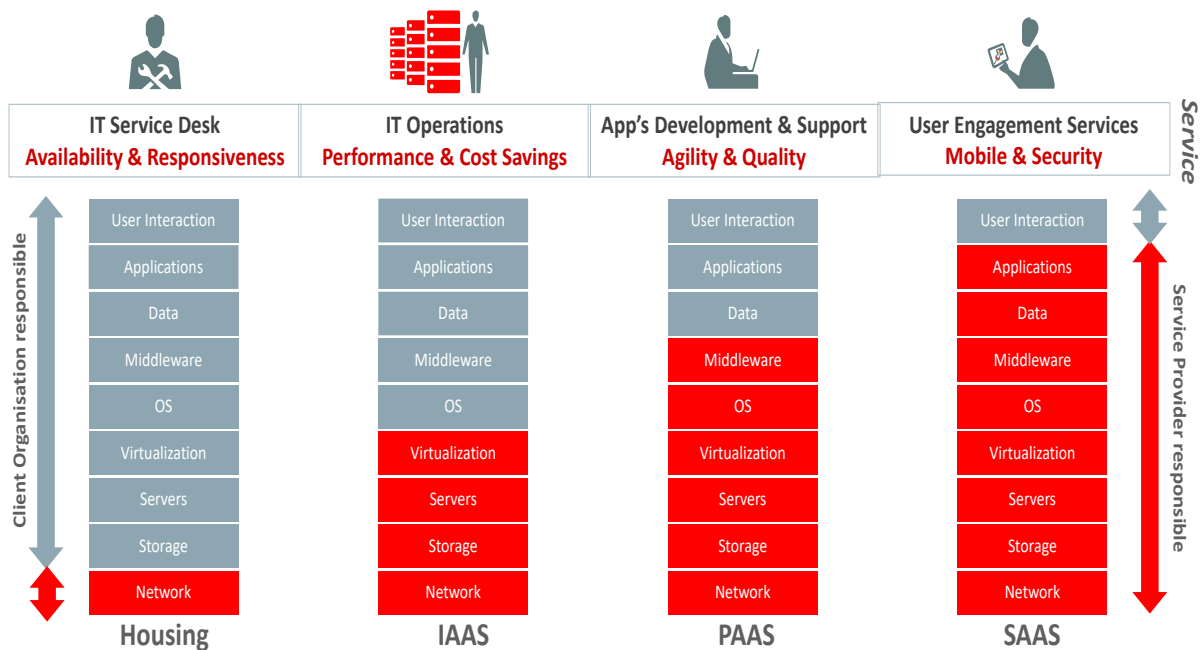 IT Service Desk
Availability & Responsiveness
IT Operations
Performance & Cost Savings
App's Development & Support
Agility & Quality
User Engagement Services
Mobile & Security
Service
Client Organisation responsible
User Interaction
Applications
Data
Middleware
OS
Virtualization
Servers
Storage
Network
Housing
User Interaction
Applications
Data
Middleware
OS
Virtualization
Servers
Storage
Network
IAAS
User Interaction
Applications
Data
Middleware
OS
Virtualization
Servers
Storage
Network
PAAS
User Interaction
Applications
Data
Middleware
OS
Virtualization
Servers
Storage
Network
SAAS
Service Provider responsible